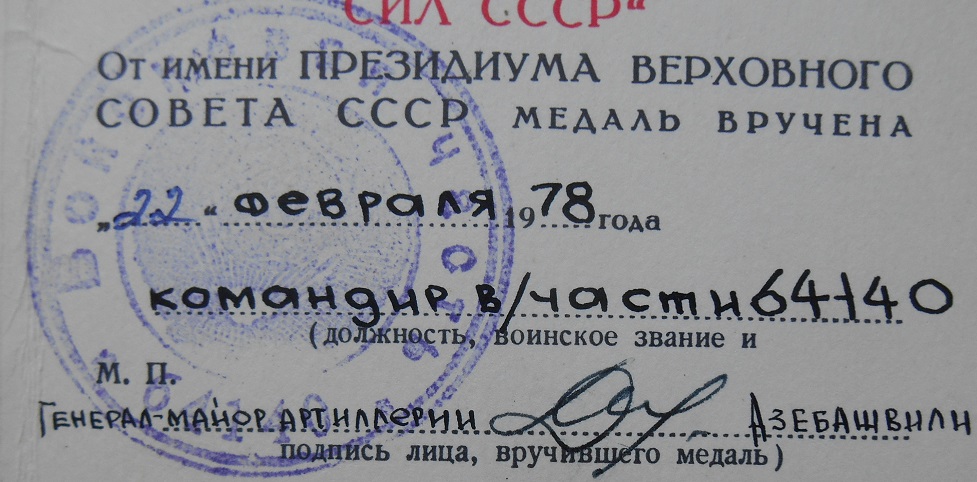 СИЛ СССР“
От имени ПРЕЗИДИУМА ВЕРХОВНОГО
СОВЕТА СССР МЕДАЛЬ ВРУЧЕНА
„22“ февраля 1978 года
командир в/части 64140
(должность, воинское звание и
М. П.
ГЕНЕРАЛ-МАЙОР АРТИЛЛЕРИИ АЗЕБАШВИЛИ
подпись лица, вручившего медаль)